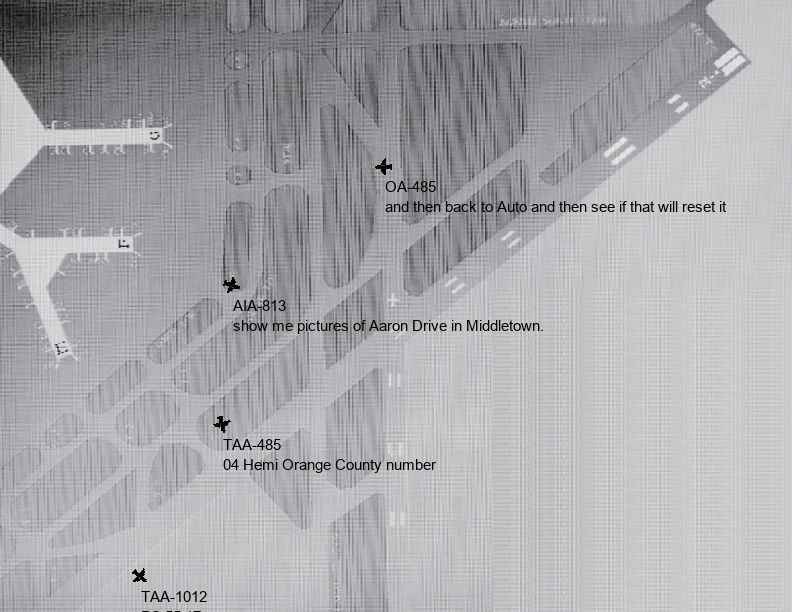 OA-485
and then back to Auto and then see if that will reset it
AIA-813
show me pictures of Aaron Drive in Middletown.
TAA-485
04 Hemi Orange County number
TAA-1012